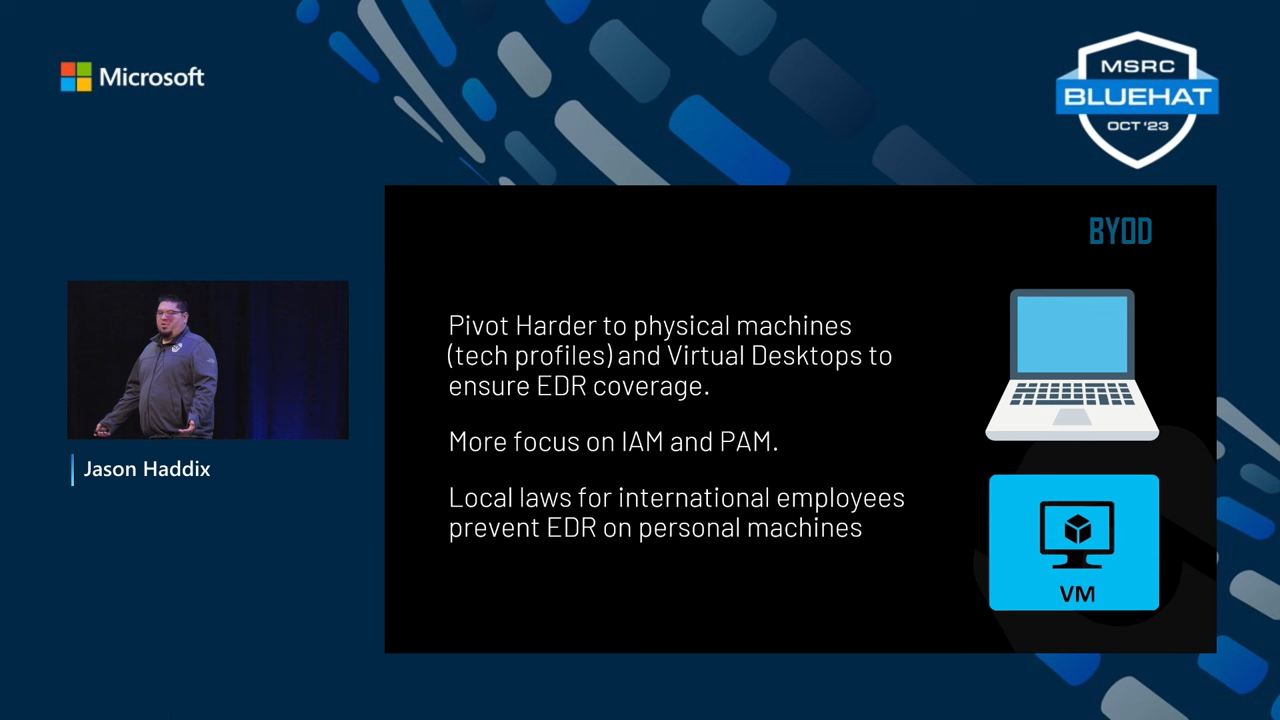 Microsoft
MSRC
BLUEHAT
OCT '23
BYOD
Pivot Harder to physical machines
(tech profiles) and Virtual Desktops to
ensure EDR coverage.
More focus on IAM and PAM.
Local laws for international employees
prevent EDR on personal machines
VM
Jason Haddix